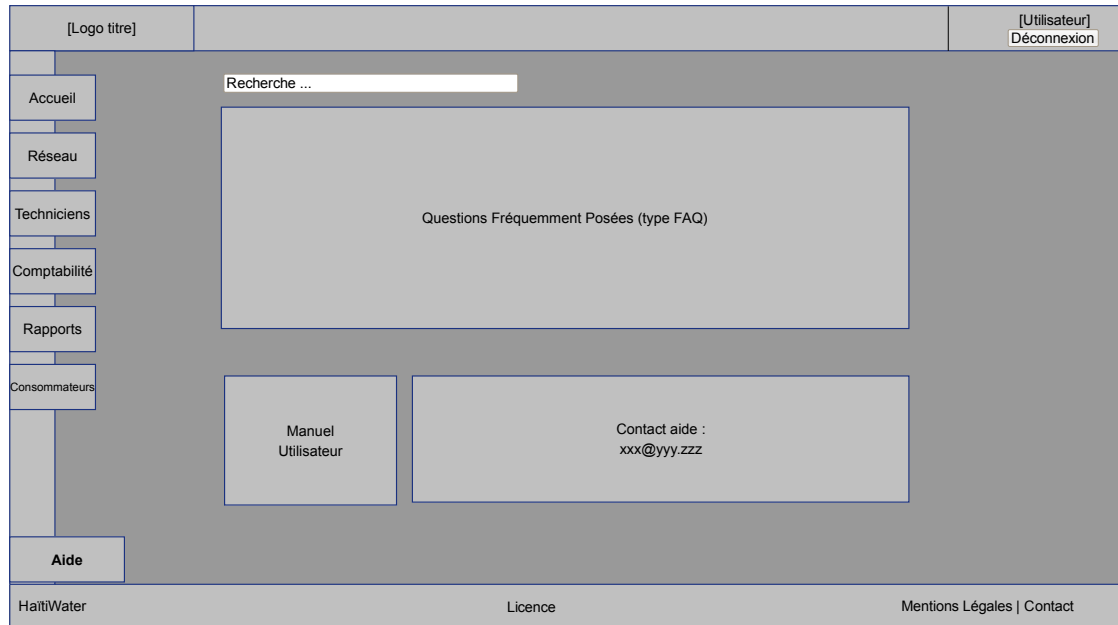 [Logo titre]
[Utilisateur]
Déconnexion
Recherche ...
Accueil
Réseau
Techniciens
Comptabilité
Rapports
Consommateurs
Questions Fréquemment Posées (type FAQ)
Manuel
Utilisateur
Contact aide :
xxx@yyy.zzz
Aide
HaïtiWater
Licence
Mentions Légales | Contact